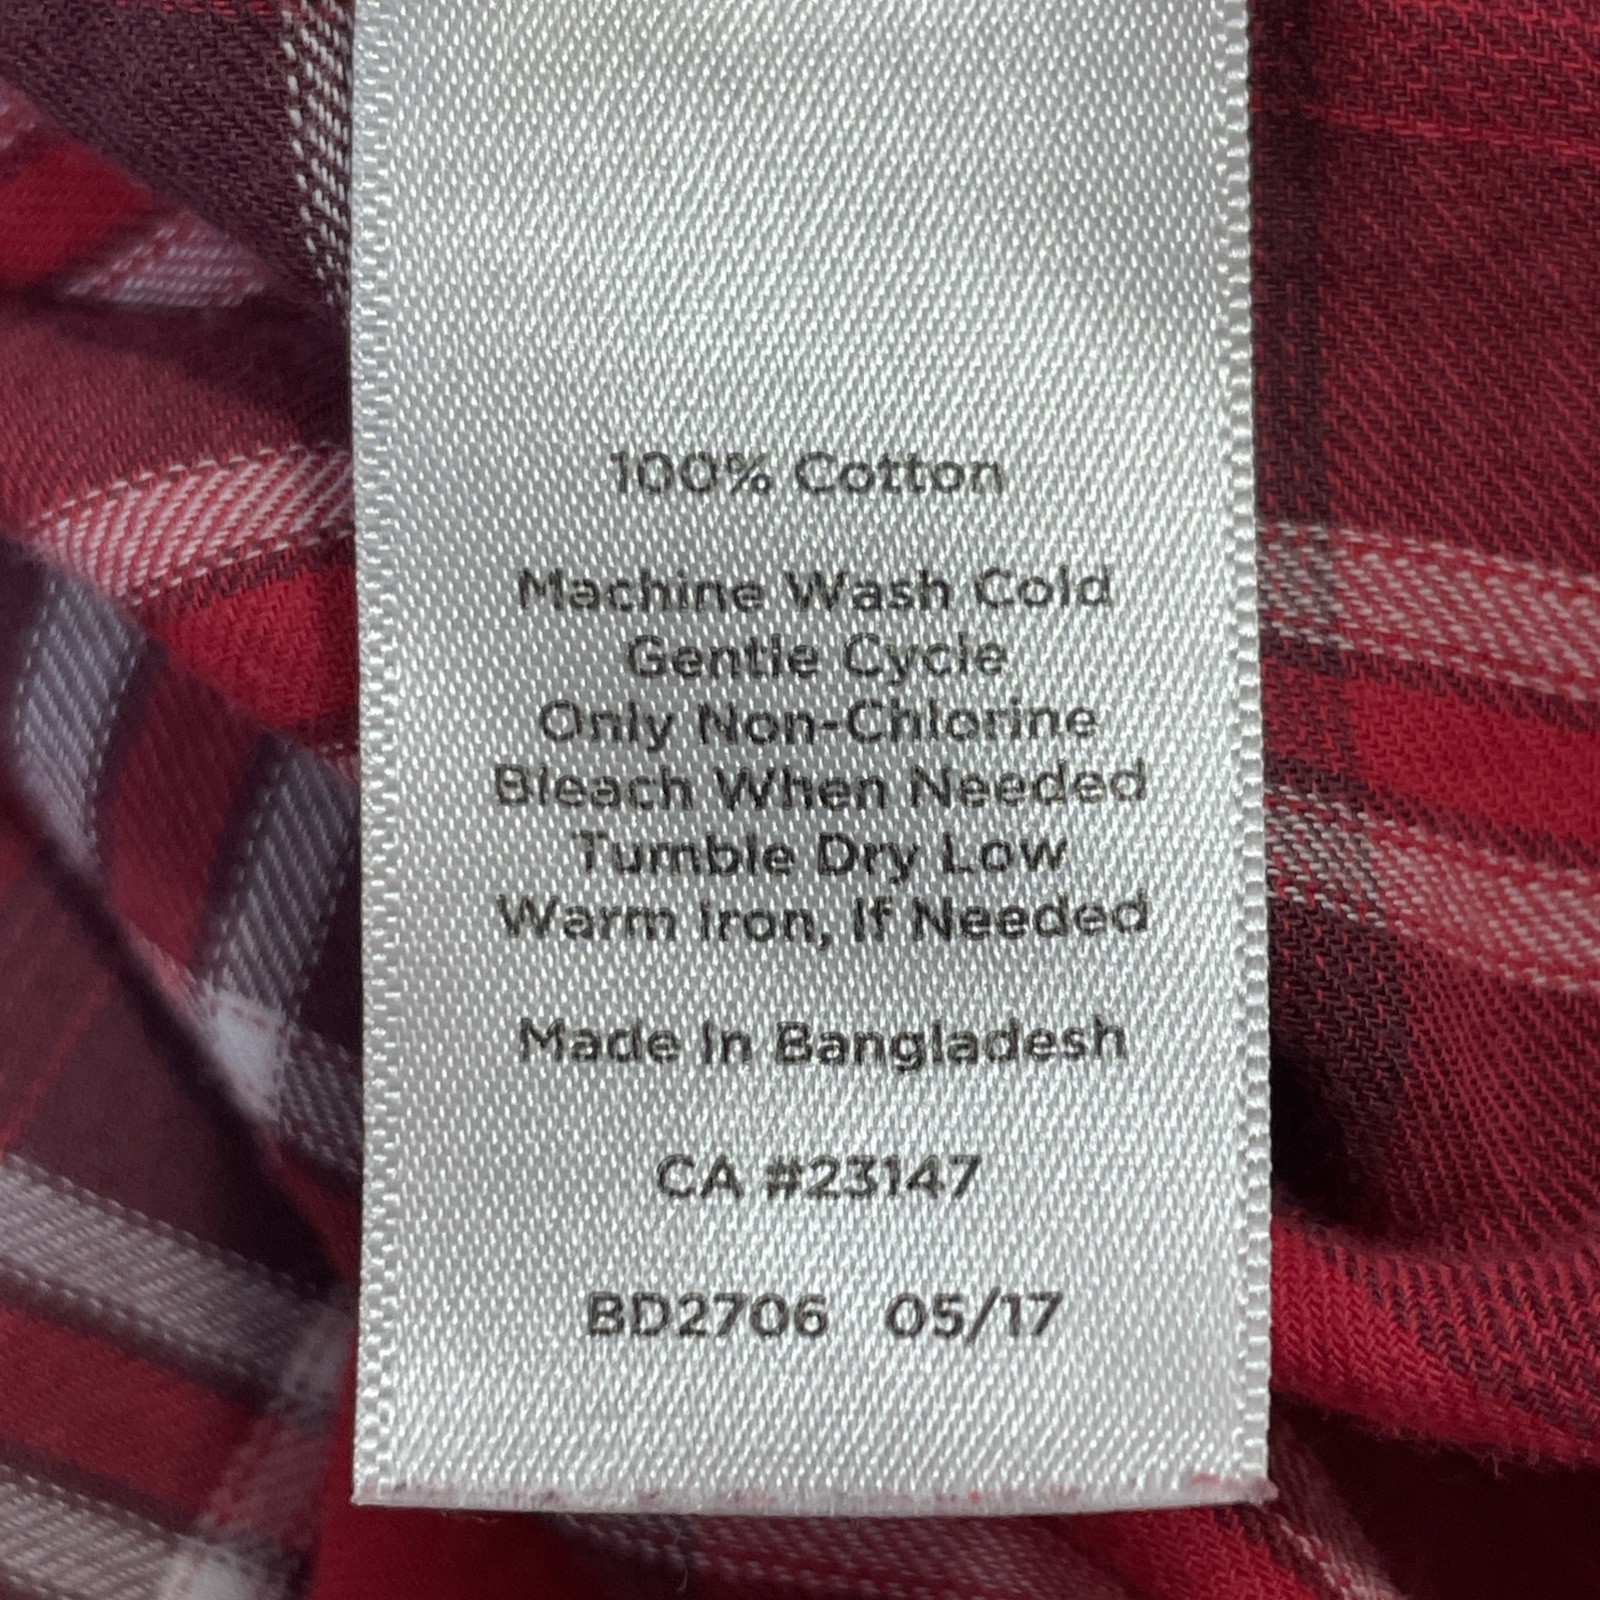 100% Cotton
Machine Wash Cold
Gentle Cycle
Only Non-Chlorine
Bleach When Needed
Tumble Dry Low
Warm Iron, If Needed
Made In Bangladesh
CA #23147
BD2706 05/17